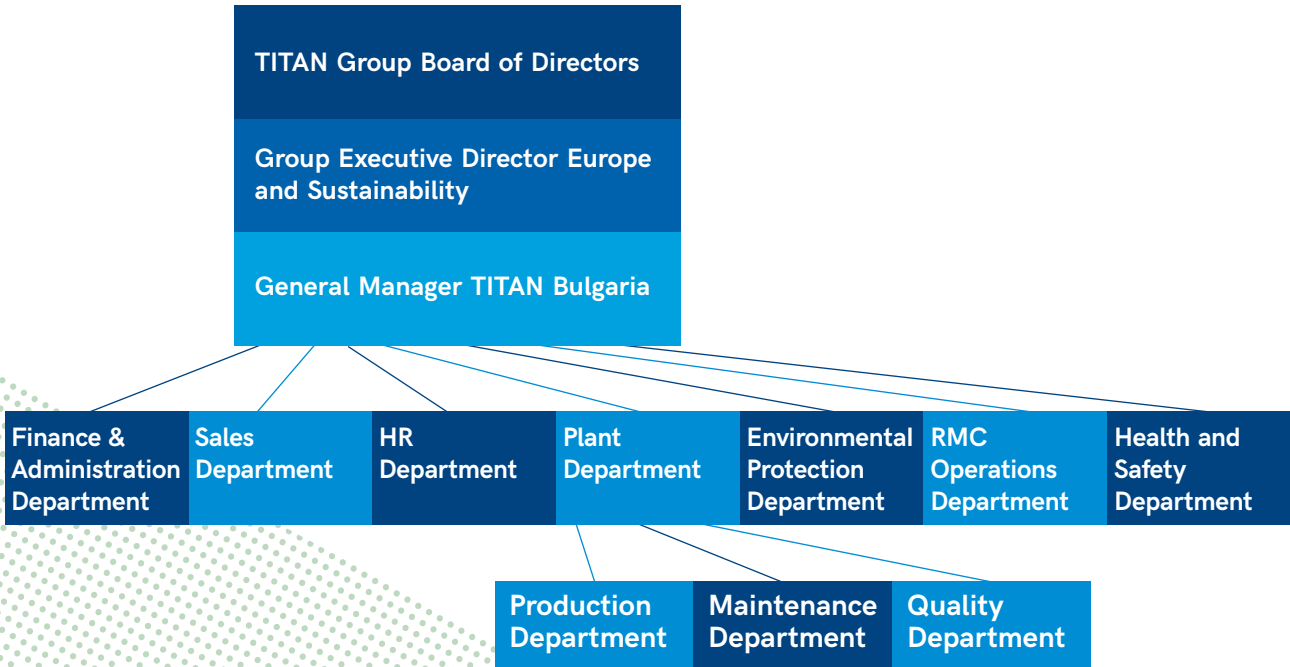 TITAN Group Board of Directors
Group Executive Director Europe
and Sustainability
General Manager TITAN Bulgaria
Finance &
Administration
Department
Sales
Department
HR
Department
Plant
Department
Environmental
Protection
Department
RMC
Operations
Department
Health and
Safety
Department
Production
Department
Maintenance
Department
Quality
Department